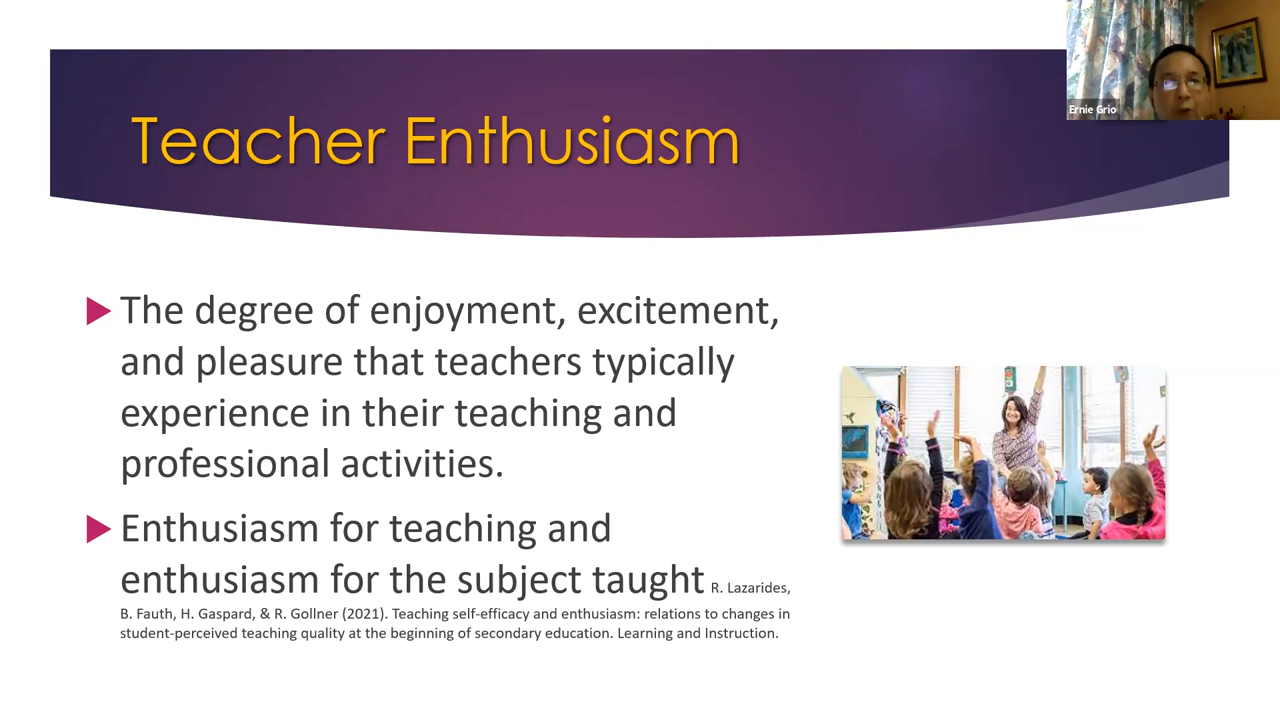 Ernie Grio
Teacher Enthusiasm
The degree of enjoyment, excitement,
and pleasure that teachers typically
experience in their teaching and
professional activities.
Enthusiasm for teaching and
enthusiasm for the subject taught R. Lazarides,
B. Fauth, H. Gaspard, & R. Gollner (2021). Teaching self-efficacy and enthusiasm: relations to changes in
student-perceived teaching quality at the beginning of secondary education. Learning and Instruction.